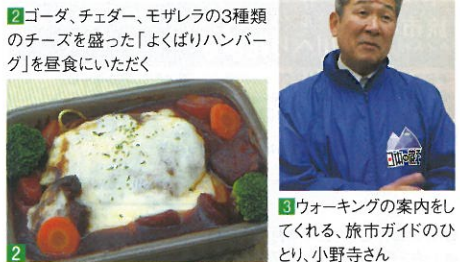 2 ゴーダ、チェダー、モザレラの3種類
のチーズを盛った「よくばりハンバー
グ」を昼食にいただく
2
3 ウォーキングの案内をし
てくれる、旅市ガイドのひ
とり、小野寺さん